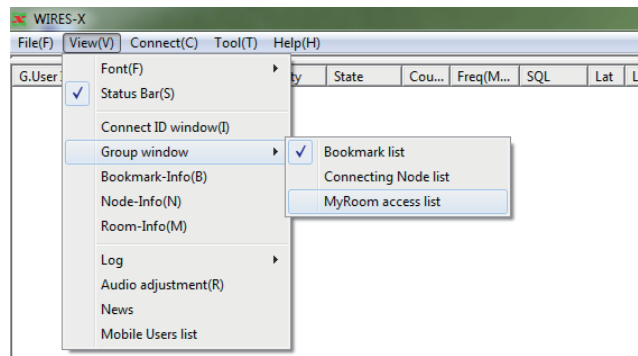 WIRES-X
File(F) View(V) Connect(C) Tool(T) Help(H)
G.User ty State Cou... Freq(M... SQL Lat L
Font(F)
Status Bar(S)
Connect ID window(I)
Group window
Bookmark list
Bookmark-Info(B)
Connecting Node list
Node-Info(N)
MyRoom access list
Room-Info(M)
Log
Audio adjustment(R)
News
Mobile Users list